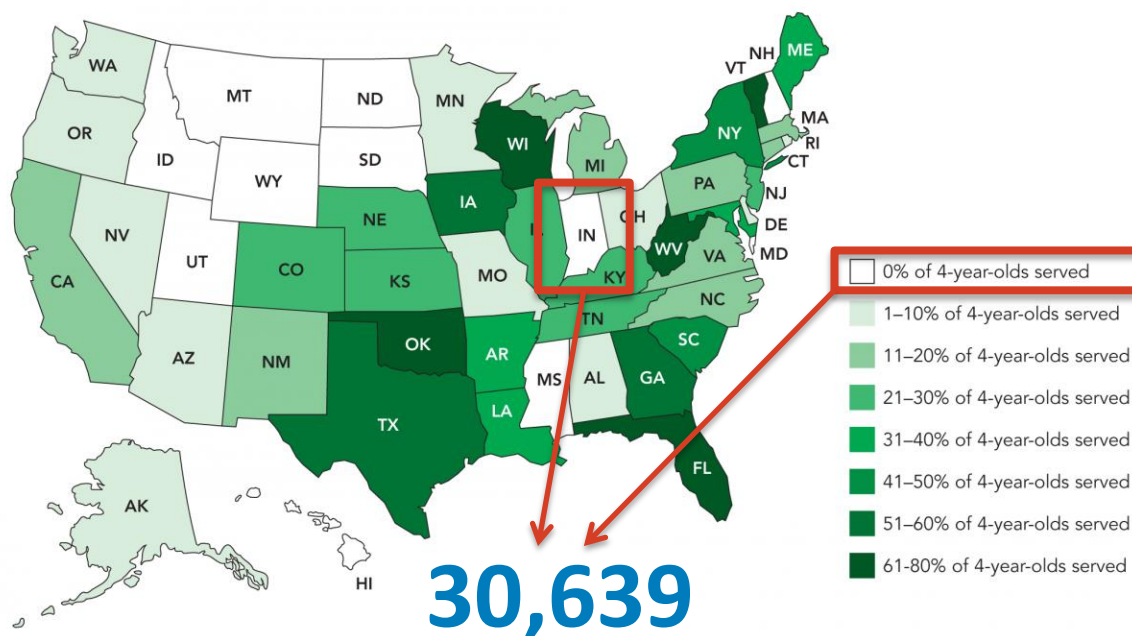 WA
MT
ND
MN
VT
NH
ME
OR
ID
SD
WI
NY
MA
RI
CT
WY
MI
PA
NJ
IA
NE
NV
UT
CO
IL
IN
OH
DE
MD
WV
VA
CA
KS
MO
KY
NC
TN
AZ
NM
OK
AR
SC
MS
AL
GA
TX
LA
FL
AK
HI
0% of 4-year-olds served
1–10% of 4-year-olds served
11–20% of 4-year-olds served
21–30% of 4-year-olds served
31–40% of 4-year-olds served
41–50% of 4-year-olds served
51–60% of 4-year-olds served
61-80% of 4-year-olds served
30,639